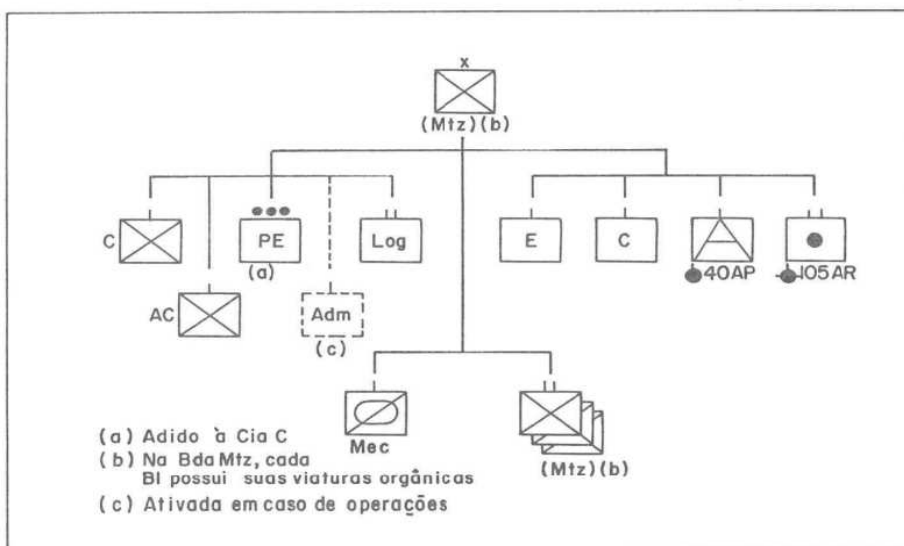 x
(Mtz)(b)
C
PE
(a)
Log
E
C
40AP
105AR
AC
Adm
(c)
Mec
(Mtz)(b)
(a) Adido à Cia C
(b) Na Bda Mtz, cada
BI possui suas viaturas orgânicas
(c) Ativada em caso de operações